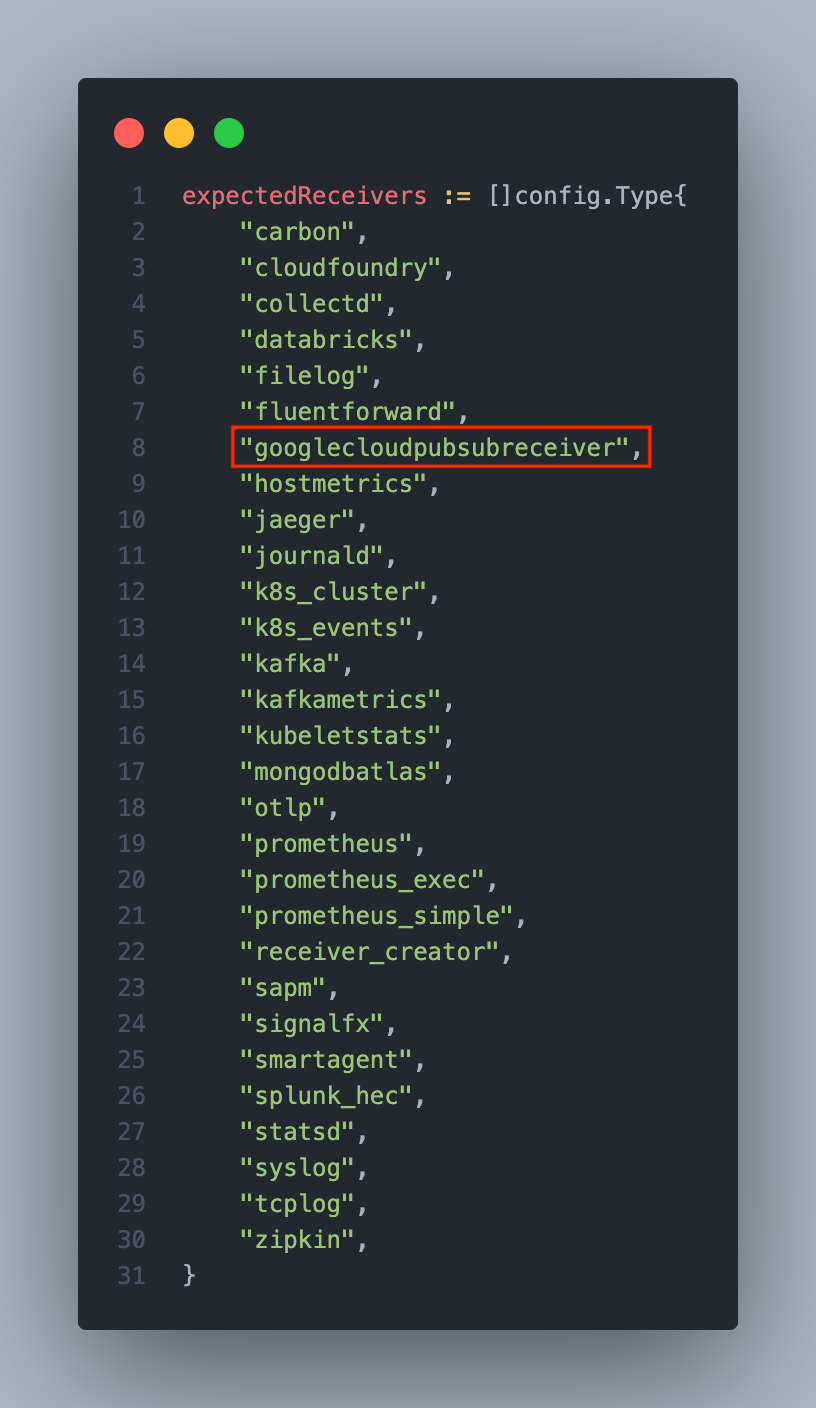 1 expectedReceivers := []config.Type{
2     "carbon",
3     "cloudfoundry",
4     "collectd",
5     "databricks",
6     "filelog",
7     "fluentforward",
8     "googlecloudpubsubreceiver",
9     "hostmetrics",
10     "jaeger",
11     "journald",
12     "k8s_cluster",
13     "k8s_events",
14     "kafka",
15     "kafkametrics",
16     "kubeletstats",
17     "mongodbatlas",
18     "otlp",
19     "prometheus",
20     "prometheus_exec",
21     "prometheus_simple",
22     "receiver_creator",
23     "sapm",
24     "signalfx",
25     "smartagent",
26     "splunk_hec",
27     "statsd",
28     "syslog",
29     "tcplog",
30     "zipkin",
31 }